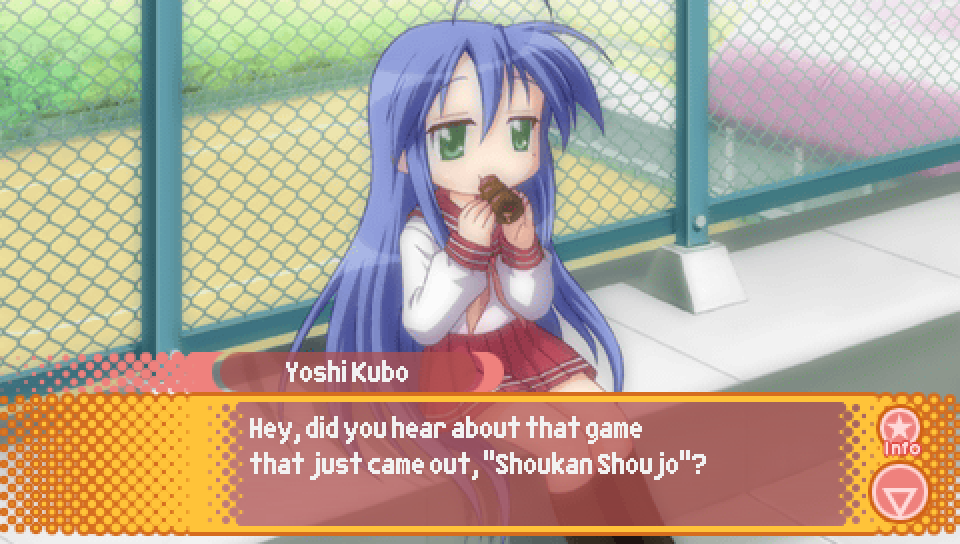 Yoshi Kubo
Hey, did you hear about that game
that just came out, "Shoukan Shoujo"?
Info